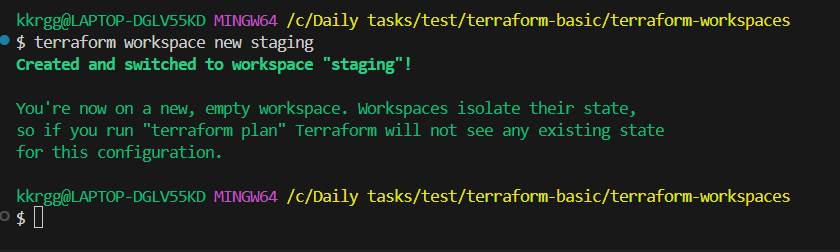 kkrgg@LAPTOP-DGLV55KD MINGW64 /c/Daily tasks/test/terraform-basic/terraform-workspaces
$ terraform workspace new staging
Created and switched to workspace "staging"!
You're now on a new, empty workspace. Workspaces isolate their state,
so if you run "terraform plan" Terraform will not see any existing state
for this configuration.
kkrgg@LAPTOP-DGLV55KD MINGW64 /c/Daily tasks/test/terraform-basic/terraform-workspaces
$